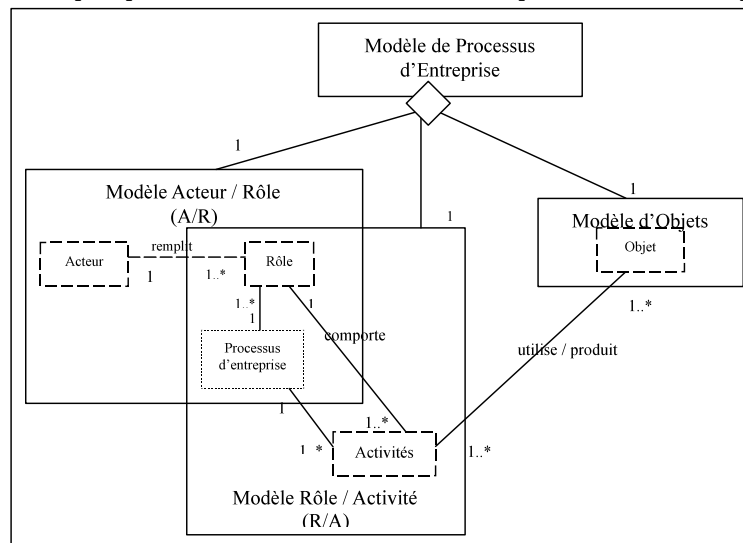 Modèle de Processus
d'Entreprise
1
1
Modèle Acteur / Rôle
(A/R)
1
Modèle d'Objets
remplit
Acteur
Rôle
Objet
1
1..*
1..*
1
1
1..*
comporte
Processus
d'entreprise
utilise / produit
1
1..*
1..*
1..*
Activités
Modèle Rôle / Activité
(R/A)